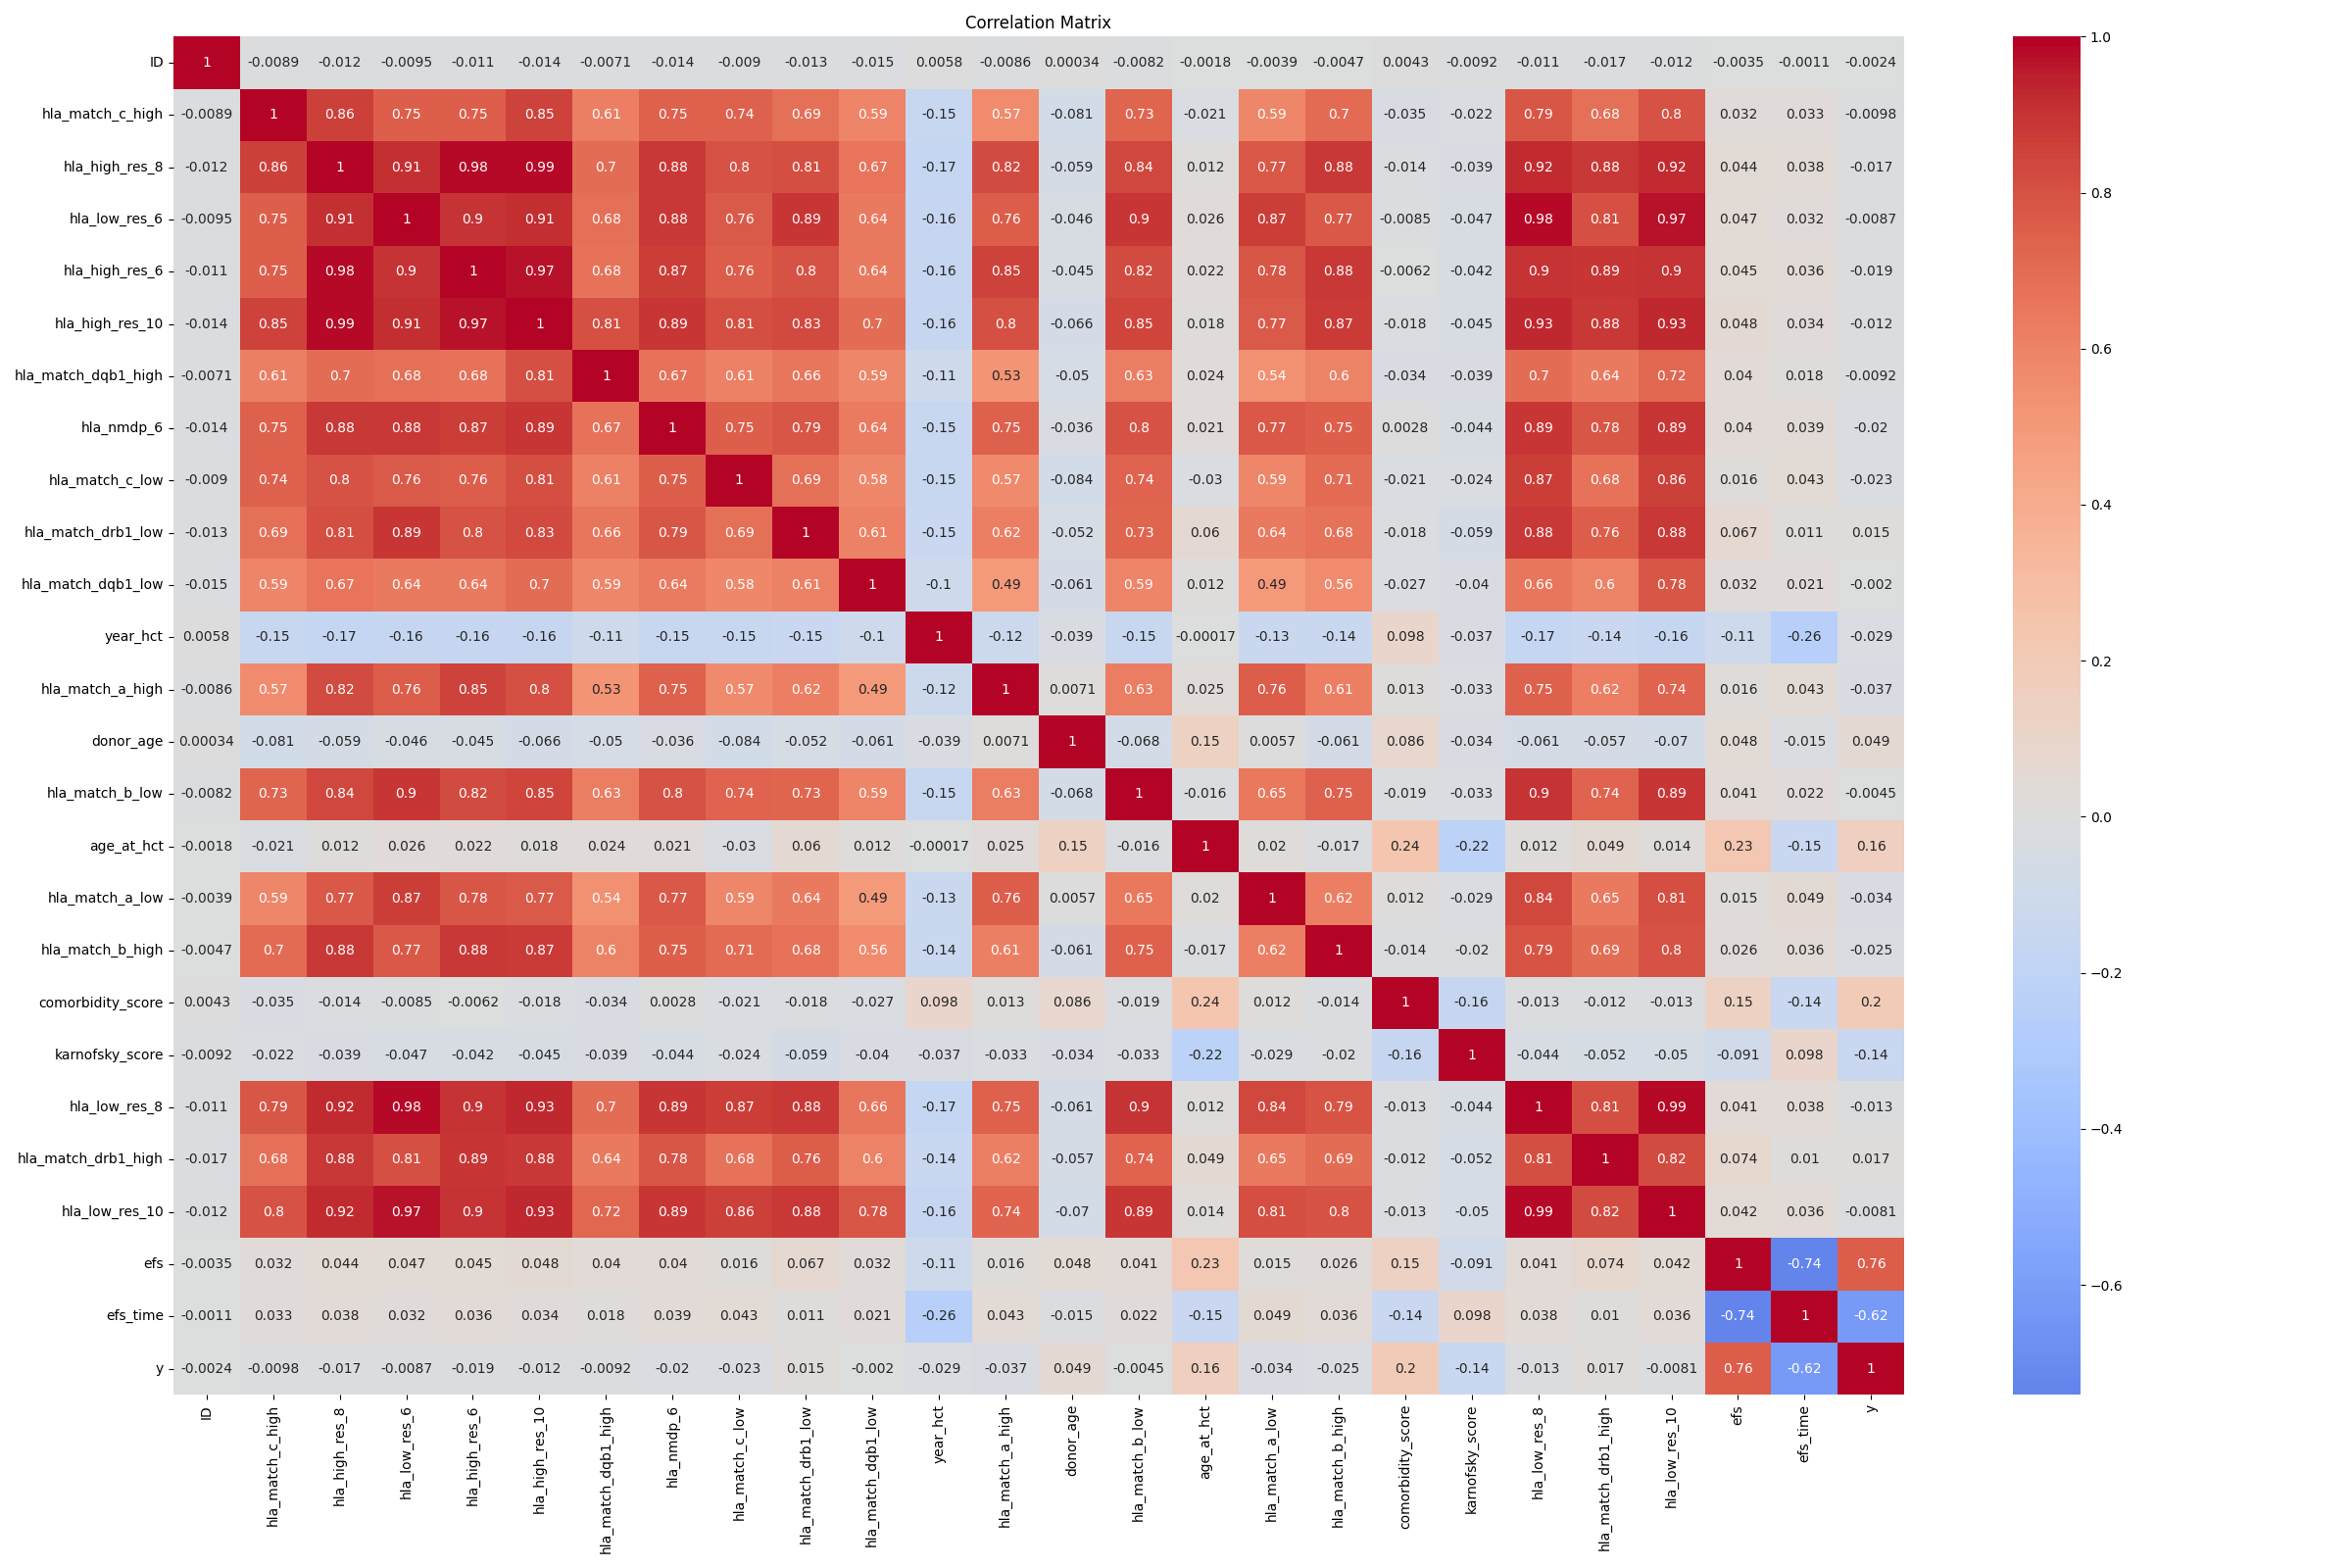 Correlation Matrix
ID 1 -0.0089 -0.012 -0.0095 -0.011 -0.014 -0.0071 -0.014 -0.009 -0.013 -0.015 0.0058 -0.0086 0.00034 -0.0082 -0.0018 -0.0039 -0.0047 0.0043 -0.0092 -0.011 -0.017 -0.012 -0.0035 -0.0011 -0.0024
hla_match_c_high -0.0089 1 0.86 0.75 0.75 0.85 0.61 0.75 0.74 0.69 0.59 -0.15 0.57 -0.081 0.73 -0.021 0.59 0.7 -0.035 -0.022 0.79 0.68 0.8 0.032 0.033 -0.0098
hla_high_res_8 -0.012 0.86 1 0.91 0.98 0.99 0.7 0.88 0.8 0.81 0.67 -0.17 0.82 -0.059 0.84 0.012 0.77 0.88 -0.014 -0.039 0.92 0.88 0.92 0.044 0.038 -0.017
hla_low_res_6 -0.0095 0.75 0.91 1 0.9 0.91 0.68 0.88 0.76 0.89 0.64 -0.16 0.76 -0.046 0.9 0.026 0.87 0.77 -0.0085 -0.047 0.98 0.81 0.97 0.047 0.032 -0.0087
hla_high_res_6 -0.011 0.75 0.98 0.9 1 0.97 0.68 0.87 0.76 0.8 0.64 -0.16 0.85 -0.045 0.82 0.022 0.78 0.88 -0.0062 -0.042 0.9 0.89 0.9 0.045 0.036 -0.019
hla_high_res_10 -0.014 0.85 0.99 0.91 0.97 1 0.81 0.89 0.81 0.83 0.7 -0.16 0.8 -0.066 0.85 0.018 0.77 0.87 -0.018 -0.045 0.93 0.88 0.93 0.048 0.034 -0.012
hla_match_dqb1_high -0.0071 0.61 0.7 0.68 0.68 0.81 1 0.67 0.61 0.66 0.59 -0.11 0.53 -0.05 0.63 0.024 0.54 0.6 -0.034 -0.039 0.7 0.64 0.72 0.04 0.018 -0.0092
hla_nmdp_6 -0.014 0.75 0.88 0.88 0.87 0.89 0.67 1 0.75 0.79 0.64 -0.15 0.75 -0.036 0.8 0.021 0.77 0.75 0.0028 -0.044 0.89 0.78 0.89 0.04 0.039 -0.02
hla_match_c_low -0.009 0.74 0.8 0.76 0.76 0.81 0.61 0.75 1 0.69 0.58 -0.15 0.57 -0.084 0.74 -0.03 0.59 0.71 -0.021 -0.024 0.87 0.68 0.86 0.016 0.043 -0.023
hla_match_drb1_low -0.013 0.69 0.81 0.89 0.8 0.83 0.66 0.79 0.69 1 0.61 -0.15 0.62 -0.052 0.73 0.06 0.64 0.68 -0.018 -0.059 0.88 0.76 0.88 0.067 0.011 0.015
hla_match_dqb1_low -0.015 0.59 0.67 0.64 0.64 0.7 0.59 0.64 0.58 0.61 1 -0.1 0.49 -0.061 0.59 0.012 0.49 0.56 -0.027 -0.04 0.66 0.6 0.78 0.032 0.021 -0.002
year_hct 0.0058 -0.15 -0.17 -0.16 -0.16 -0.16 -0.11 -0.15 -0.15 -0.15 -0.1 1 -0.12 -0.039 -0.15 -0.00017 -0.13 -0.14 0.098 -0.037 -0.17 -0.14 -0.16 -0.11 -0.26 -0.029
hla_match_a_high -0.0086 0.57 0.82 0.76 0.85 0.8 0.53 0.75 0.57 0.62 0.49 -0.12 1 0.0071 0.63 0.025 0.76 0.61 0.013 -0.033 0.75 0.62 0.74 0.016 0.043 -0.037
donor_age 0.00034 -0.081 -0.059 -0.046 -0.045 -0.066 -0.05 -0.036 -0.084 -0.052 -0.061 -0.039 0.0071 1 -0.068 0.15 0.0057 -0.061 0.086 -0.034 -0.061 -0.057 -0.07 0.048 -0.015 0.049
hla_match_b_low -0.0082 0.73 0.84 0.9 0.82 0.85 0.63 0.8 0.74 0.73 0.59 -0.15 0.63 -0.068 1 -0.016 0.65 0.75 -0.019 -0.033 0.9 0.74 0.89 0.041 0.022 -0.0045
age_at_hct -0.0018 -0.021 0.012 0.026 0.022 0.018 0.024 0.021 -0.03 0.06 0.012 -0.00017 0.025 0.15 -0.016 1 0.02 -0.017 0.24 -0.22 0.012 0.049 0.014 0.23 -0.15 0.16
hla_match_a_low -0.0039 0.59 0.77 0.87 0.78 0.77 0.54 0.77 0.59 0.64 0.49 -0.13 0.76 0.0057 0.65 0.02 1 0.62 0.012 -0.029 0.84 0.65 0.81 0.015 0.049 -0.034
hla_match_b_high -0.0047 0.7 0.88 0.77 0.88 0.87 0.6 0.75 0.71 0.68 0.56 -0.14 0.61 -0.061 0.75 -0.017 0.62 1 -0.014 -0.02 0.79 0.69 0.8 0.026 0.036 -0.025
comorbidity_score 0.0043 -0.035 -0.014 -0.0085 -0.0062 -0.018 -0.034 0.0028 -0.021 -0.018 -0.027 0.098 0.013 0.086 -0.019 0.24 0.012 -0.014 1 -0.16 -0.013 -0.012 -0.013 0.15 -0.14 0.2
karnofsky_score -0.0092 -0.022 -0.039 -0.047 -0.042 -0.045 -0.039 -0.044 -0.024 -0.059 -0.04 -0.037 -0.033 -0.034 -0.033 -0.22 -0.029 -0.02 -0.16 1 -0.044 -0.052 -0.05 -0.091 0.098 -0.14
hla_low_res_8 -0.011 0.79 0.92 0.98 0.9 0.93 0.7 0.89 0.87 0.88 0.66 -0.17 0.75 -0.061 0.9 0.012 0.84 0.79 -0.013 -0.044 1 0.81 0.99 0.041 0.038 -0.013
hla_match_drb1_high -0.017 0.68 0.88 0.81 0.89 0.88 0.64 0.78 0.68 0.76 0.6 -0.14 0.62 -0.057 0.74 0.049 0.65 0.69 -0.012 -0.052 0.81 1 0.82 0.074 0.01 0.017
hla_low_res_10 -0.012 0.8 0.92 0.97 0.9 0.93 0.72 0.89 0.86 0.88 0.78 -0.16 0.74 -0.07 0.89 0.014 0.81 0.8 -0.013 -0.05 0.99 0.82 1 0.042 0.036 -0.0081
efs -0.0035 0.032 0.044 0.047 0.045 0.048 0.04 0.04 0.016 0.067 0.032 -0.11 0.016 0.048 0.041 0.23 0.015 0.026 0.15 -0.091 0.041 0.074 0.042 1 -0.74 0.76
efs_time -0.0011 0.033 0.038 0.032 0.036 0.034 0.018 0.039 0.043 0.011 0.021 -0.26 0.043 -0.015 0.022 -0.15 0.049 0.036 -0.14 0.098 0.038 0.01 0.036 -0.74 1 -0.62
y -0.0024 -0.0098 -0.017 -0.0087 -0.019 -0.012 -0.0092 -0.02 -0.023 0.015 -0.002 -0.029 -0.037 0.049 -0.0045 0.16 -0.034 -0.025 0.2 -0.14 -0.013 0.017 -0.0081 0.76 -0.62 1
ID
hla_match_c_high
hla_high_res_8
hla_low_res_6
hla_high_res_6
hla_high_res_10
hla_match_dqb1_high
hla_nmdp_6
hla_match_c_low
hla_match_drb1_low
hla_match_dqb1_low
year_hct
hla_match_a_high
donor_age
hla_match_b_low
age_at_hct
hla_match_a_low
hla_match_b_high
comorbidity_score
karnofsky_score
hla_low_res_8
hla_match_drb1_high
hla_low_res_10
efs
efs_time
y
1.0
0.8
0.6
0.4
0.2
0.0
−0.2
−0.4
−0.6